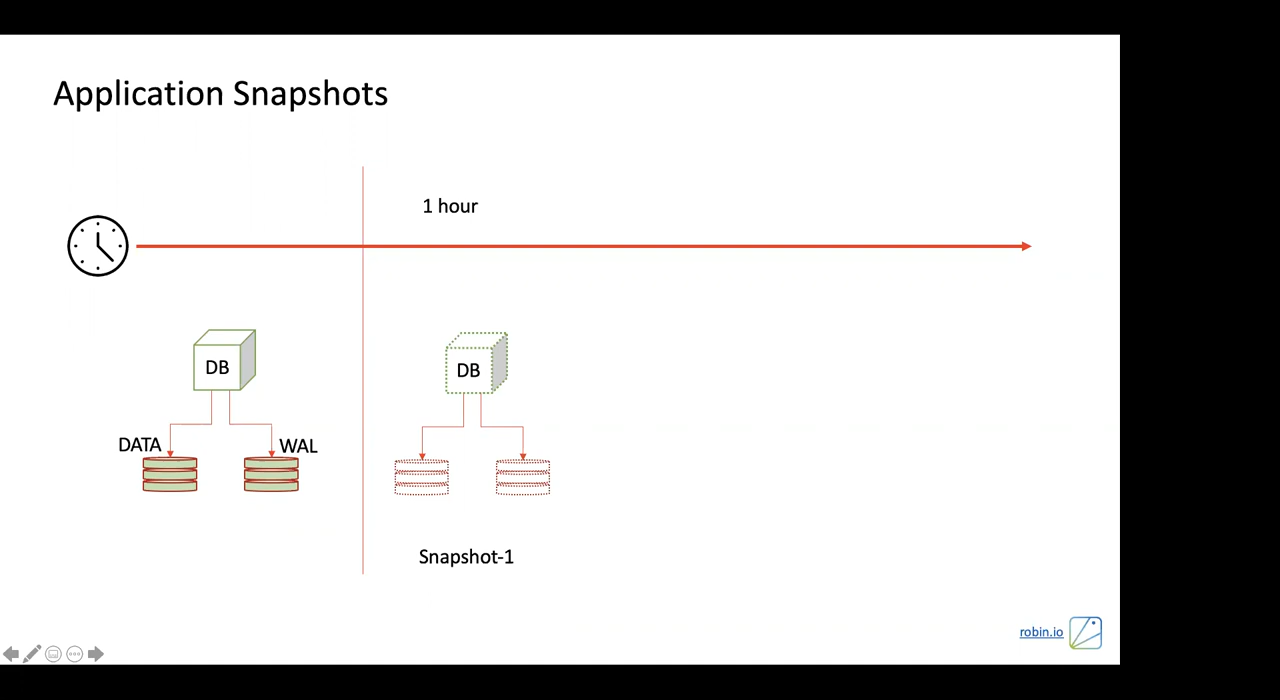 Application Snapshots
1 hour
DB
DB
DATA
WAL
Snapshot-1
robin.io